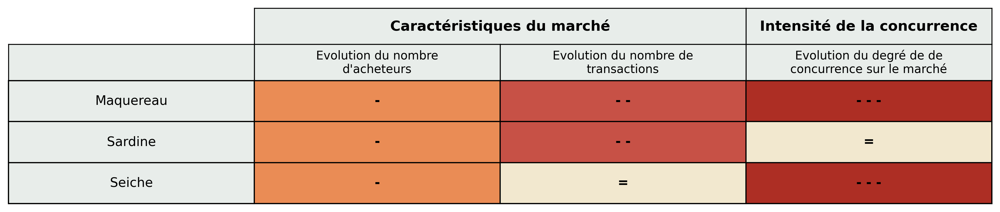 Caractéristiques du marché
Intensité de la concurrence
Evolution du nombre
d'acheteurs
Evolution du nombre de
transactions
Evolution du degré de de
concurrence sur le marché
Maquereau
-
- -
- - -
Sardine
-
- -
=
Seiche
-
=
- - -